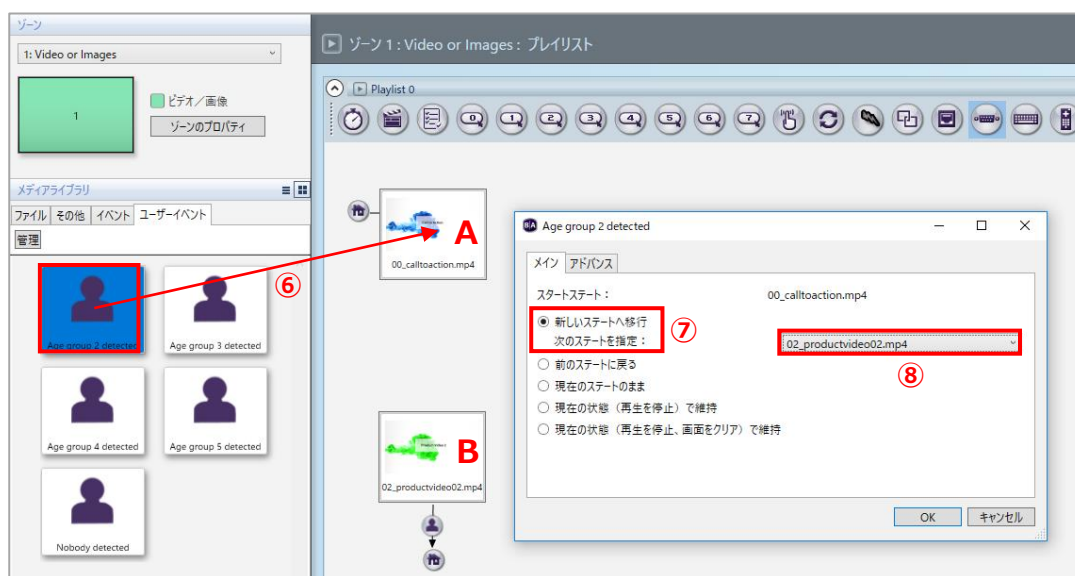 ゾーン
1: Video or Images
1
ビデオ／画像
ゾーンのプロパティ
メディアライブラリ
ファイル その他 イベント ユーザーイベント
管理
Age group 2 detected
Age group 3 detected
Age group 4 detected
Age group 5 detected
Nobody detected
⑥
ゾーン 1 : Video or Images : プレイリスト
Playlist 0
0 1 2 3 4 5 6 7
A
00_calltoaction.mp4
B
02_productvideo02.mp4
BA Age group 2 detected
メイン アドバンス
スタートステート： 00_calltoaction.mp4
新しいステートへ移行
次のステートを指定：
⑦
02_productvideo02.mp4
⑧
前のステートに戻る
現在のステートのまま
現在の状態（再生を停止）で維持
現在の状態（再生を停止、画面をクリア）で維持
OK キャンセル